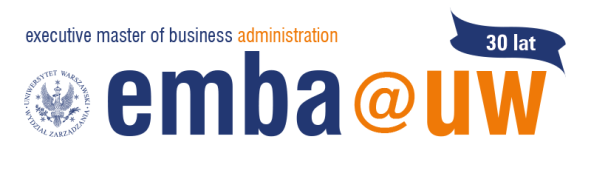 executive master of business administration
30 lat
UNIWERSYTET WARSZAWSKI
WYDZIAŁ ZARZĄDZANIA
emba@uw